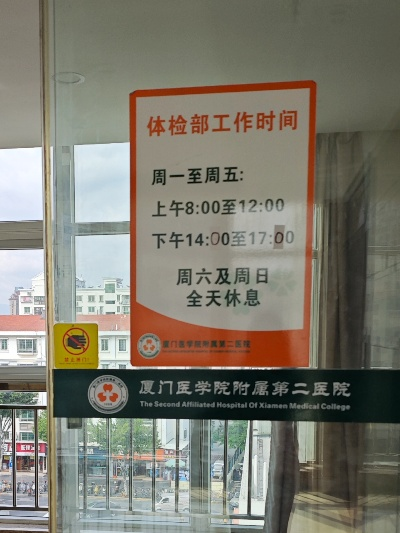 体检部工作时间
周一至周五:
上午8:00至12:00
下午14:00至17:00
周六及周日
全天休息
厦门医学院附属第二医院
厦门医学院附属第二医院
The Second Affiliated Hospital Of Xiamen Medical College